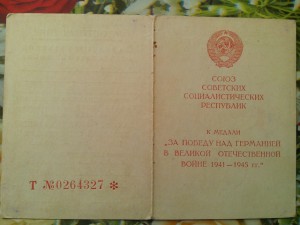 СОЮЗ
СОВЕТСКИХ
СОЦИАЛИСТИЧЕСКИХ
РЕСПУБЛИК
К МЕДАЛИ
„ЗА ПОБЕДУ НАД ГЕРМАНИЕЙ
В ВЕЛИКОЙ ОТЕЧЕСТВЕННОЙ
ВОЙНЕ 1941—1945 гг."
Т №0264327 *